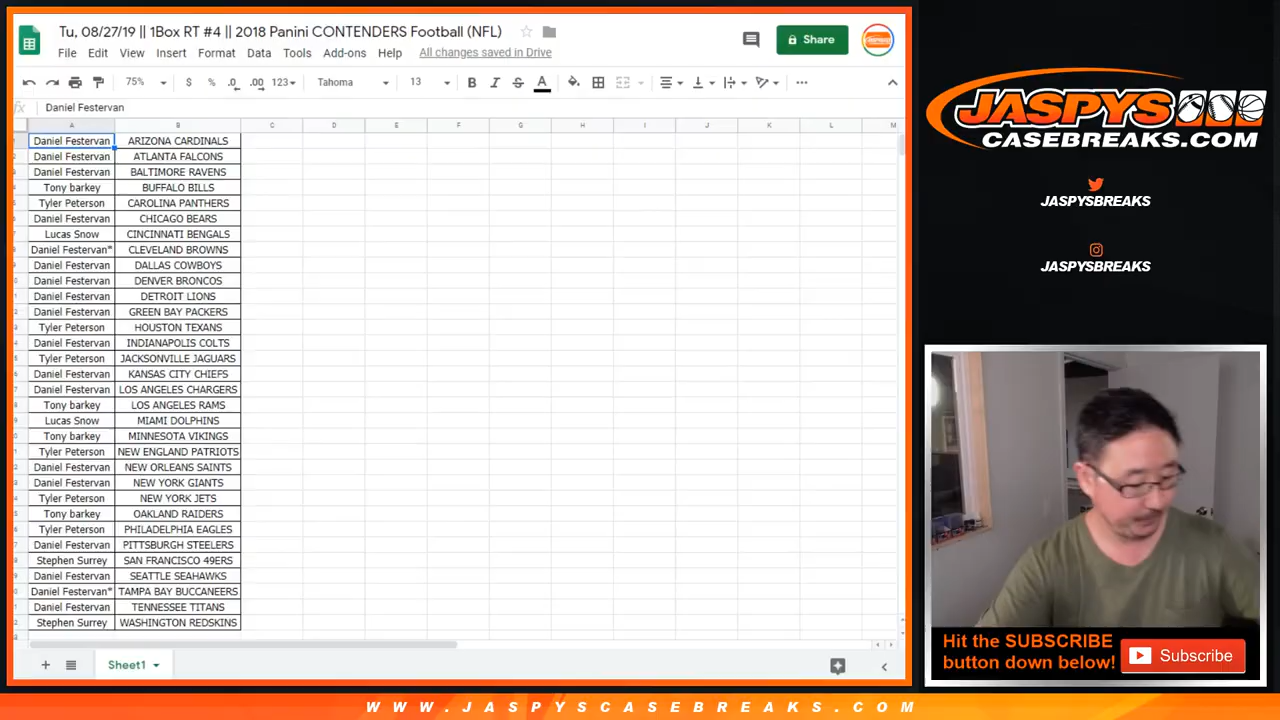 Tu, 08/27/19 || 1Box RT #4 || 2018 Panini CONTENDERS Football (NFL)
File Edit View Insert Format Data Tools Add-ons Help All changes saved in Drive
Share
75% $ % .0 .00 123 Tahoma 13 B I S A
fx Daniel Festervan
A B C D E F G H I J K L M
Daniel Festervan ARIZONA CARDINALS
Daniel Festervan ATLANTA FALCONS
Daniel Festervan BALTIMORE RAVENS
Tony barkey BUFFALO BILLS
Tyler Peterson CAROLINA PANTHERS
Daniel Festervan CHICAGO BEARS
Lucas Snow CINCINNATI BENGALS
Daniel Festervan* CLEVELAND BROWNS
Daniel Festervan DALLAS COWBOYS
Daniel Festervan DENVER BRONCOS
Daniel Festervan DETROIT LIONS
Daniel Festervan GREEN BAY PACKERS
Tyler Peterson HOUSTON TEXANS
Daniel Festervan INDIANAPOLIS COLTS
Tyler Peterson JACKSONVILLE JAGUARS
Daniel Festervan KANSAS CITY CHIEFS
Daniel Festervan LOS ANGELES CHARGERS
Tony barkey LOS ANGELES RAMS
Lucas Snow MIAMI DOLPHINS
Tony barkey MINNESOTA VIKINGS
Tyler Peterson NEW ENGLAND PATRIOTS
Daniel Festervan NEW ORLEANS SAINTS
Daniel Festervan NEW YORK GIANTS
Tyler Peterson NEW YORK JETS
Tony barkey OAKLAND RAIDERS
Tyler Peterson PHILADELPHIA EAGLES
Daniel Festervan PITTSBURGH STEELERS
Stephen Surrey SAN FRANCISCO 49ERS
Daniel Festervan SEATTLE SEAHAWKS
Daniel Festervan* TAMPA BAY BUCCANEERS
Daniel Festervan TENNESSEE TITANS
Stephen Surrey WASHINGTON REDSKINS
Sheet1
JASPYS
CASEBREAKS.COM
JASPYSBREAKS
JASPYSBREAKS
Hit the SUBSCRIBE
button down below!
Subscribe
WWW.JASPYSCASEBREAKS.COM